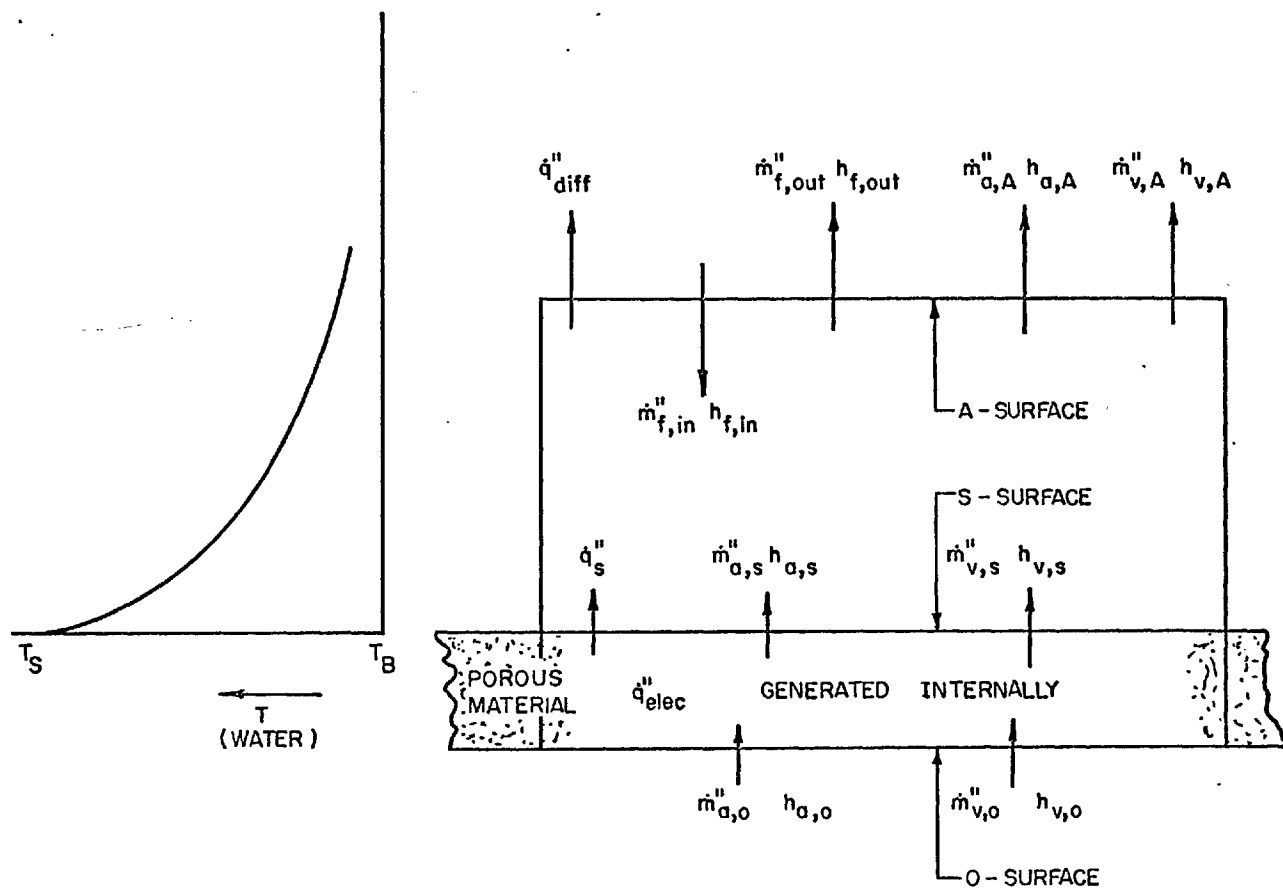 q̇"diff
ṁ"f,out hf,out
ṁ"a,A ha,A
ṁ"v,A hv,A
ṁ"f,in hf,in
A - SURFACE
S - SURFACE
q̇"s
ṁ"a,s ha,s
ṁ"v,s hv,s
TS
TB
T
(WATER)
POROUS
MATERIAL
q̇"elec GENERATED INTERNALLY
ṁ"a,o ha,o
ṁ"v,o hv,o
O - SURFACE